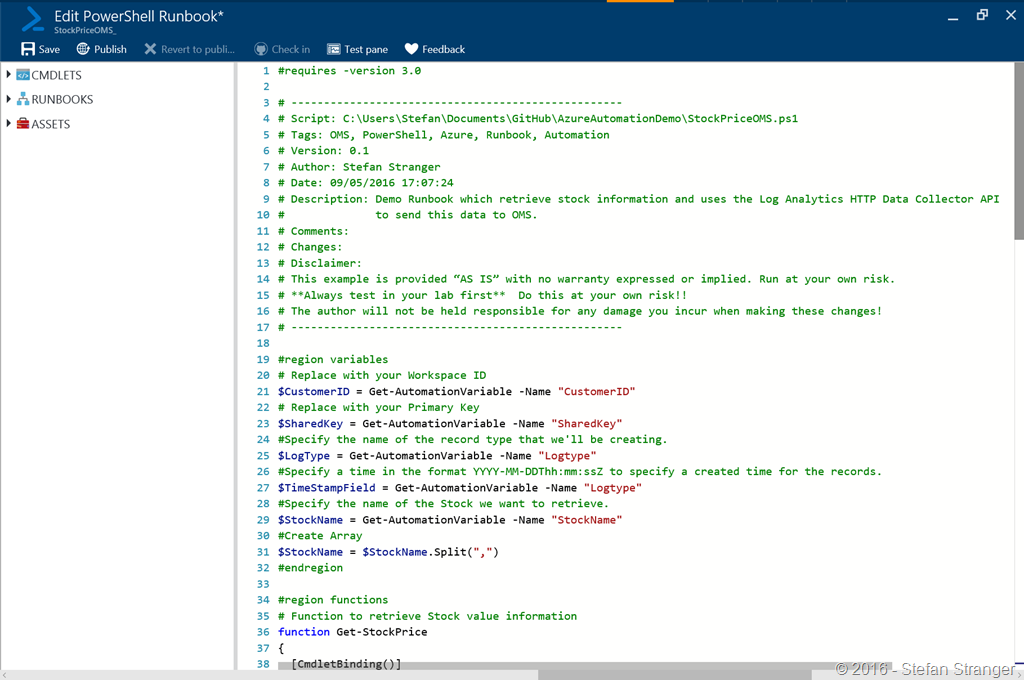 Edit PowerShell Runbook*
StockPriceOMS_
Save Publish Revert to publi... Check in Test pane Feedback
CMDLETS
RUNBOOKS
ASSETS
1 #requires -version 3.0
2
3 # ---------------------------------------------------
4 # Script: C:\Users\Stefan\Documents\GitHub\AzureAutomationDemo\StockPriceOMS.ps1
5 # Tags: OMS, PowerShell, Azure, Runbook, Automation
6 # Version: 0.1
7 # Author: Stefan Stranger
8 # Date: 09/05/2016 17:07:24
9 # Description: Demo Runbook which retrieve stock information and uses the Log Analytics HTTP Data Collector API
10 #              to send this data to OMS.
11 # Comments:
12 # Changes:
13 # Disclaimer:
14 # This example is provided “AS IS” with no warranty expressed or implied. Run at your own risk.
15 # **Always test in your lab first**  Do this at your own risk!!
16 # The author will not be held responsible for any damage you incur when making these changes!
17 # ---------------------------------------------------
18
19 #region variables
20 # Replace with your Workspace ID
21 $CustomerID = Get-AutomationVariable -Name "CustomerID"
22 # Replace with your Primary Key
23 $SharedKey = Get-AutomationVariable -Name "SharedKey"
24 #Specify the name of the record type that we'll be creating.
25 $LogType = Get-AutomationVariable -Name "Logtype"
26 #Specify a time in the format YYYY-MM-DDThh:mm:ssZ to specify a created time for the records.
27 $TimeStampField = Get-AutomationVariable -Name "Logtype"
28 #Specify the name of the Stock we want to retrieve.
29 $StockName = Get-AutomationVariable -Name "StockName"
30 #Create Array
31 $StockName = $StockName.Split(",")
32 #endregion
33
34 #region functions
35 # Function to retrieve Stock value information
36 function Get-StockPrice
37 {
38   [CmdletBinding()]
© 2016 - Stefan Stranger